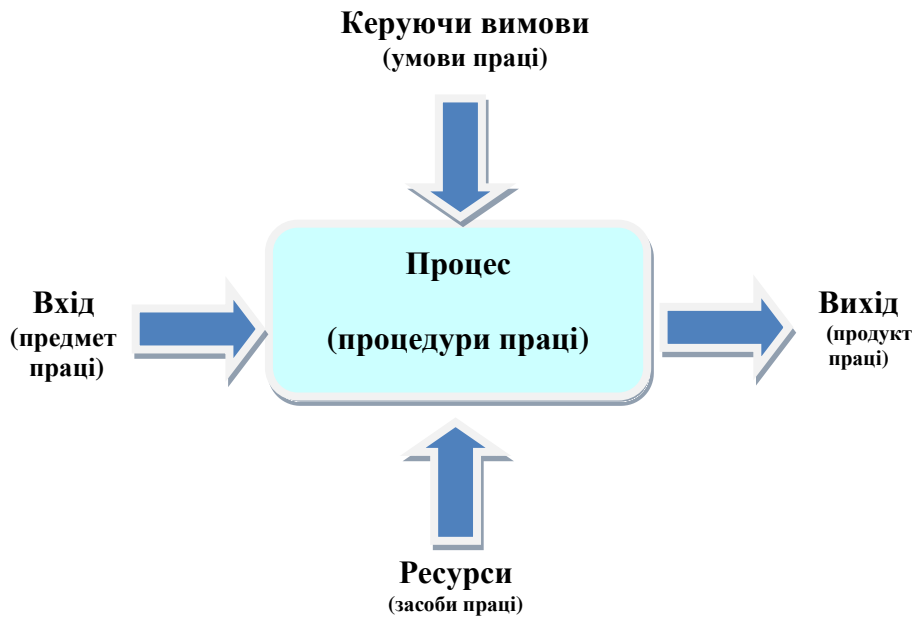 Керуючи вимови
(умови праці)
Процес
(процедури праці)
Вхід
(предмет
праці)
Вихід
(продукт
праці)
Ресурси
(засоби праці)